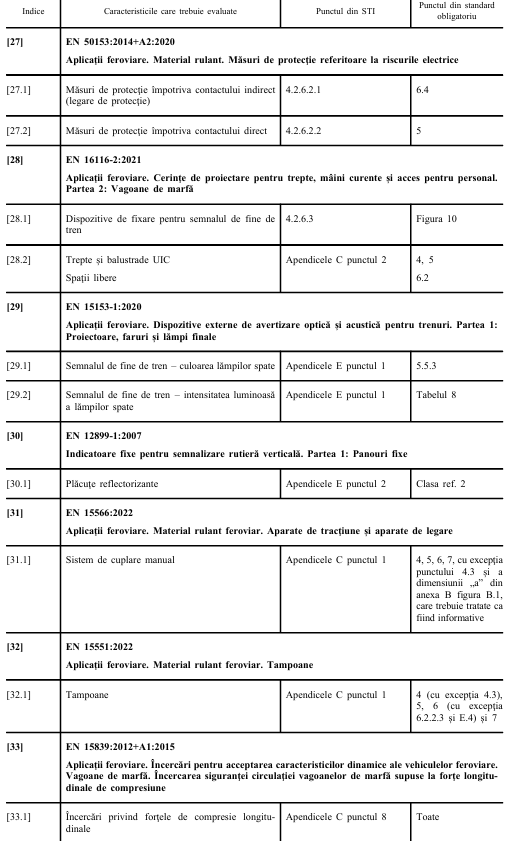 Indice
Caracteristicile care trebuie evaluate
Punctul din STI
Punctul din standard
obligatoriu
[27]
EN 50153:2014+A2:2020
Aplicații feroviare. Material rulant. Măsuri de protecție referitoare la riscurile electrice
[27.1]
Măsuri de protecție împotriva contactului indirect
(legare de protecție)
4.2.6.2.1
6.4
[27.2]
Măsuri de protecție împotriva contactului direct
4.2.6.2.2
5
[28]
EN 16116-2:2021
Aplicații feroviare. Cerințe de proiectare pentru trepte, mâini curente și acces pentru personal.
Partea 2: Vagoane de marfă
[28.1]
Dispozitive de fixare pentru semnalul de fine de
tren
4.2.6.3
Figura 10
[28.2]
Trepte și balustrade UIC
Apendicele C punctul 2
4, 5
Spații libere
6.2
[29]
EN 15153-1:2020
Aplicații feroviare. Dispozitive externe de avertizare optică și acustică pentru trenuri. Partea 1:
Proiectoare, faruri și lămpi finale
[29.1]
Semnalul de fine de tren – culoarea lămpilor spate
Apendicele E punctul 1
5.5.3
[29.2]
Semnalul de fine de tren – intensitatea luminoasă
a lămpilor spate
Apendicele E punctul 1
Tabelul 8
[30]
EN 12899-1:2007
Indicatoare fixe pentru semnalizare rutieră verticală. Partea 1: Panouri fixe
[30.1]
Plăcuțe reflectorizante
Apendicele E punctul 2
Clasa ref. 2
[31]
EN 15566:2022
Aplicații feroviare. Material rulant feroviar. Aparate de tracțiune și aparate de legare
[31.1]
Sistem de cuplare manual
Apendicele C punctul 1
4, 5, 6, 7, cu excepția
punctului 4.3 și a
dimensiunii „a” din
anexa B figura B.1,
care trebuie tratate ca
fiind informative
[32]
EN 15551:2022
Aplicații feroviare. Material rulant feroviar. Tampoane
[32.1]
Tampoane
Apendicele C punctul 1
4 (cu excepția 4.3),
5, 6 (cu excepția
6.2.2.3 și E.4) și 7
[33]
EN 15839:2012+A1:2015
Aplicații feroviare. Încercări pentru acceptarea caracteristicilor dinamice ale vehiculelor feroviare.
Vagoane de marfă. Încercarea siguranței circulației vagoanelor de marfă supuse la forțe longitu-
dinale de compresiune
[33.1]
Încercări privind forțele de compresie longitu-
dinale
Apendicele C punctul 8
Toate